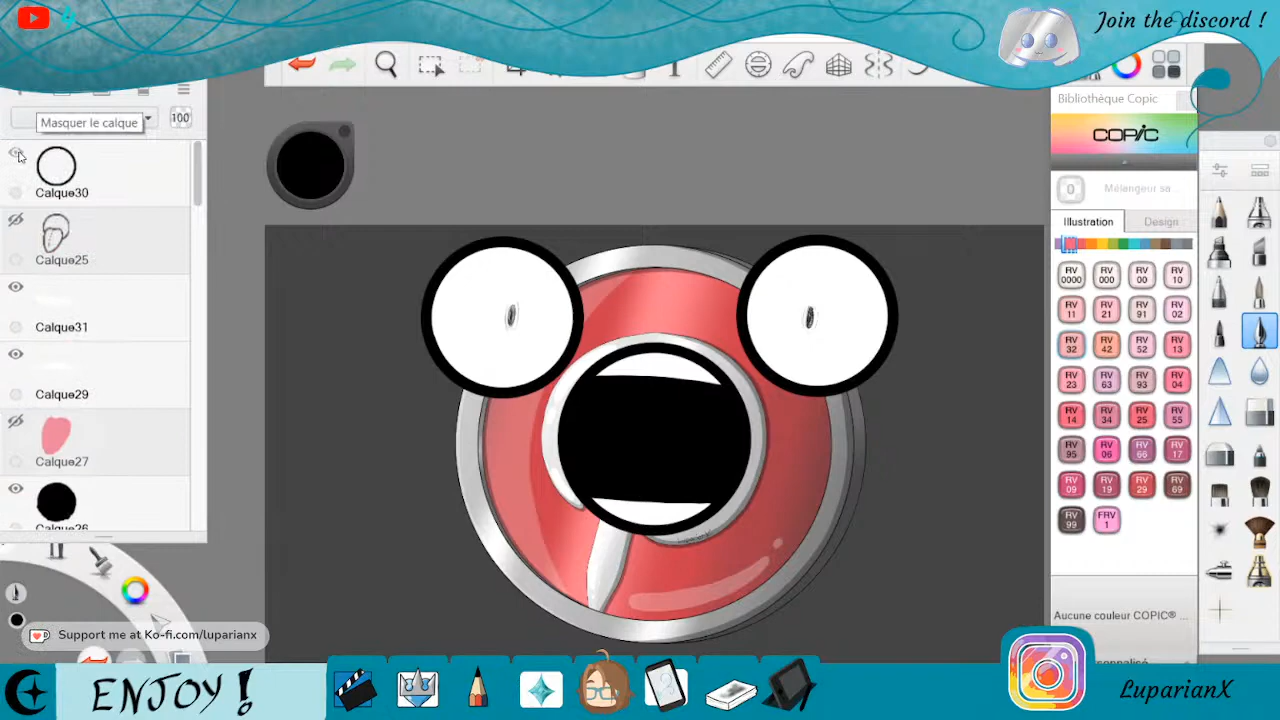 Join the discord !
100
Masquer le calque
Calque30
Calque25
Calque31
Calque29
Calque27
Calque26
Bibliothèque Copic
COPIC
0
Mélangeur sa...
Illustration
Design
RV 0000
RV 000
RV 00
RV 10
RV 11
RV 21
RV 91
RV 02
RV 32
RV 42
RV 52
RV 13
RV 23
RV 63
RV 93
RV 04
RV 14
RV 34
RV 25
RV 55
RV 95
RV 06
RV 66
RV 17
RV 09
RV 19
RV 29
RV 69
RV 99
FRV 1
Aucune couleur COPIC® ...
Support me at Ko-fi.com/luparianx
ENJOY !
LuparianX